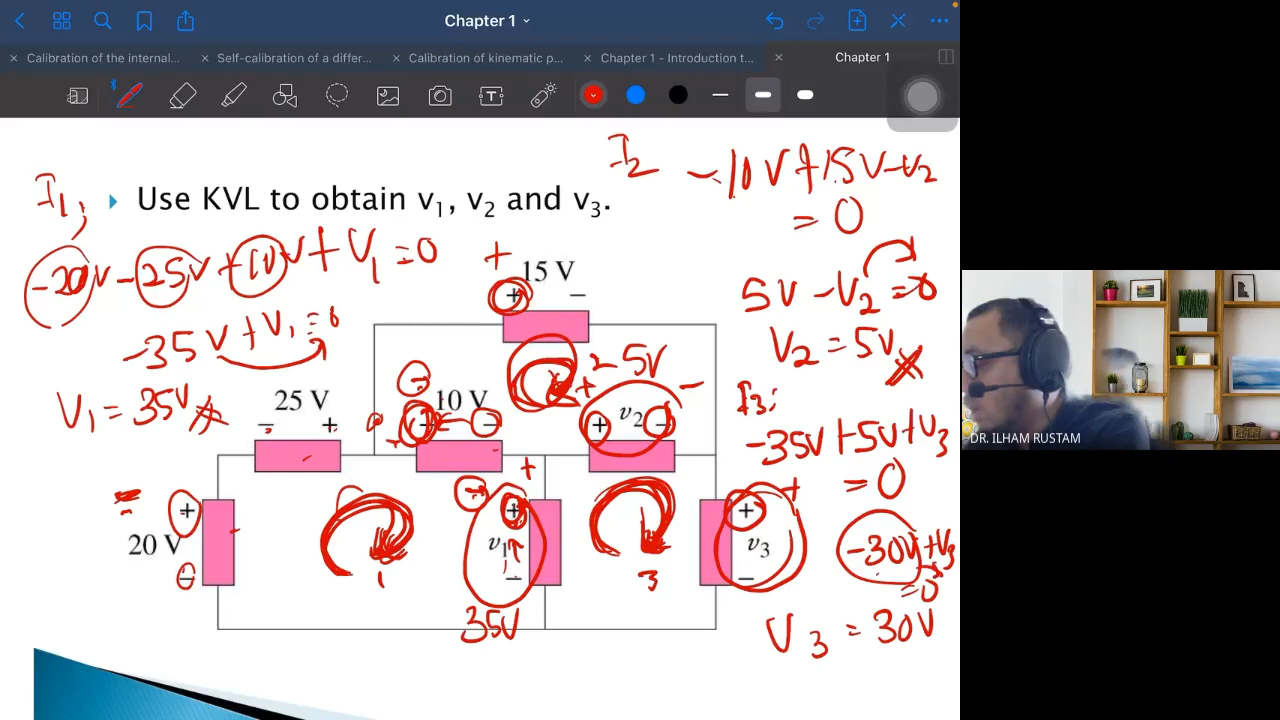 Chapter 1
Calibration of the internal...
Self-calibration of a differ...
Calibration of kinematic p...
Chapter 1 - Introduction t...
Chapter 1
I1;
Use KVL to obtain v1, v2 and v3.
-20V - 25V + 10V + V1 = 0
-35V + V1 = 0
V1 = 35V
I2
-10V + 15V - V2
= 0
5V - V2 = 0
V2 = 5V
I3:
-35V + 5V + V3
= 0
-30V + V3
= 0
V3 = 30V
+
15 V
+ −
2
5V
+ −
25 V
− +
10 V
+ −
v2
+ −
+
20 V
−
1
+
v1
−
35V
3
+
v3
−
DR. ILHAM RUSTAM